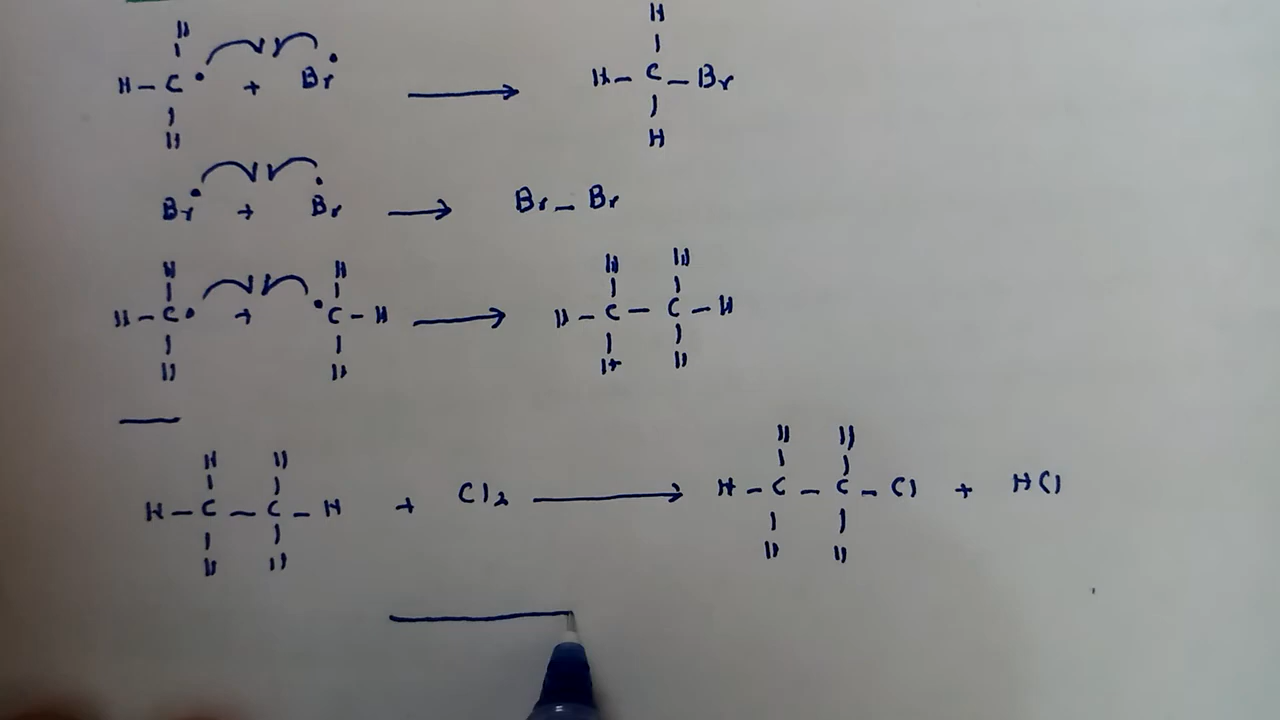 H H
H – C • + Br • ⟶ H – C – Br
H H
Br • + • Br ⟶ Br – Br
H H H H
H – C • + • C – H ⟶ H – C – C – H
H H H H
H H H H
H – C – C – H + Cl2 ⟶ H – C – C – Cl + HCl
H H H H